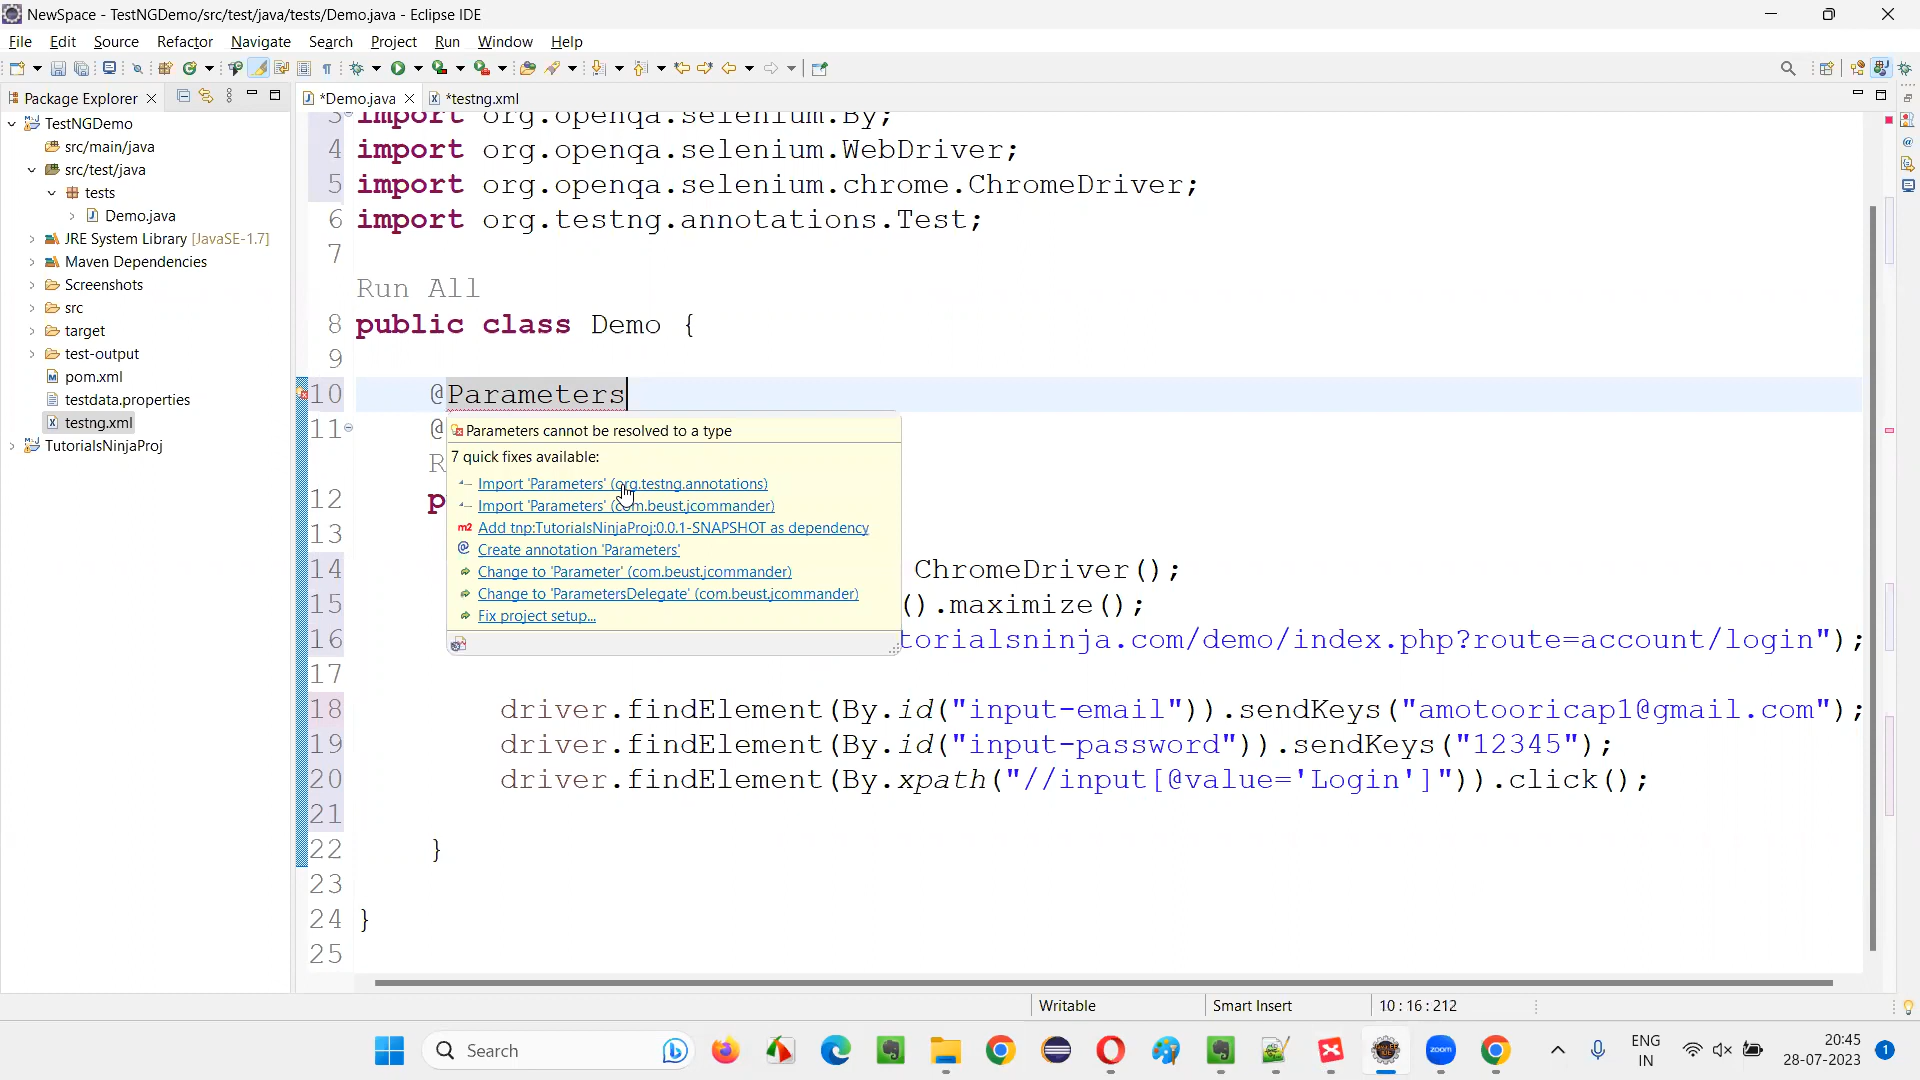 NewSpace - TestNGDemo/src/test/java/tests/Demo.java - Eclipse IDE
File Edit Source Refactor Navigate Search Project Run Window Help
Package Explorer
TestNGDemo
src/main/java
src/test/java
tests
Demo.java
JRE System Library [JavaSE-1.7]
Maven Dependencies
Screenshots
src
target
test-output
pom.xml
testdata.properties
testng.xml
TutorialsNinjaProj
*Demo.java *testng.xml
3 import org.openqa.selenium.By;
4 import org.openqa.selenium.WebDriver;
5 import org.openqa.selenium.chrome.ChromeDriver;
6 import org.testng.annotations.Test;
7
Run All
8 public class Demo {
9
10 @Parameters
11 @
R
12 p
13
14 ChromeDriver();
15 ().maximize();
16 torialsninja.com/demo/index.php?route=account/login");
17
18 driver.findElement(By.id("input-email")).sendKeys("amotooricap1@gmail.com");
19 driver.findElement(By.id("input-password")).sendKeys("12345");
20 driver.findElement(By.xpath("//input[@value='Login']")).click();
21
22 }
23
24 }
25
Parameters cannot be resolved to a type
7 quick fixes available:
Import 'Parameters' (org.testng.annotations)
Import 'Parameters' (com.beust.jcommander)
m2 Add tnp:TutorialsNinjaProj:0.0.1-SNAPSHOT as dependency
@ Create annotation 'Parameters'
Change to 'Parameter' (com.beust.jcommander)
Change to 'ParametersDelegate' (com.beust.jcommander)
Fix project setup...
Writable Smart Insert 10 : 16 : 212
Search
zoom
ENG
IN
20:45
28-07-2023
1